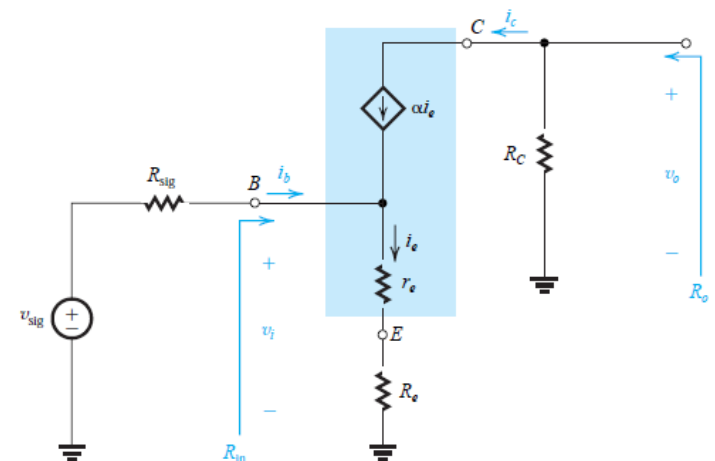 C
i_c
αi_e
R_C
+
v_o
−
R_o
R_sig
B
i_b
i_e
r_e
+
v_i
−
R_in
v_sig
+
−
E
R_e